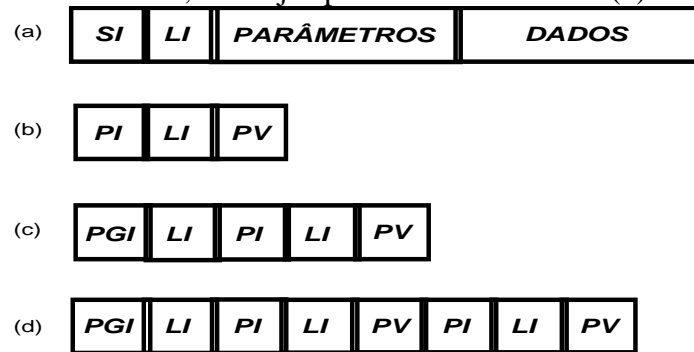 (a) SI LI PARÂMETROS DADOS
(b) PI LI PV
(c) PGI LI PI LI PV
(d) PGI LI PI LI PV PI LI PV